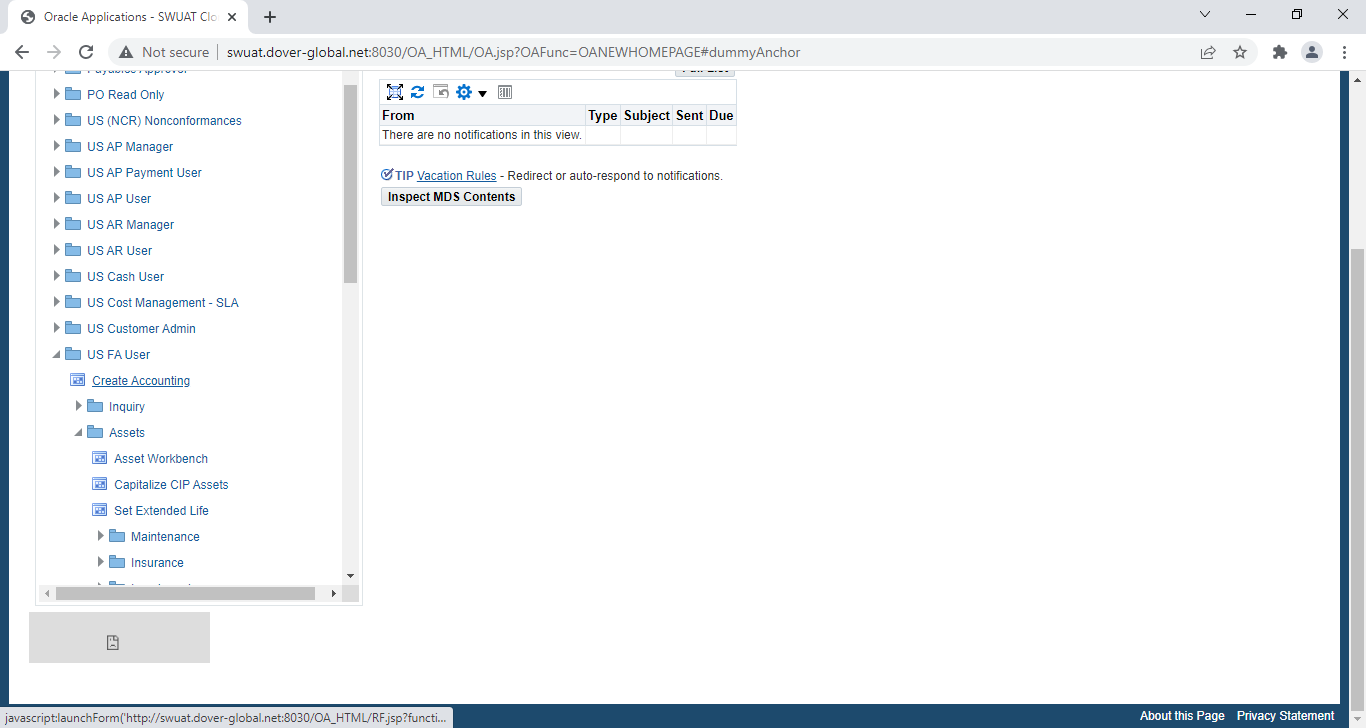 Oracle Applications - SWUAT Clo
Not secure
swuat.dover-global.net:8030/OA_HTML/OA.jsp?OAFunc=OANEWHOMEPAGE#dummyAnchor
Payables Approver
PO Read Only
US (NCR) Nonconformances
US AP Manager
US AP Payment User
US AP User
US AR Manager
US AR User
US Cash User
US Cost Management - SLA
US Customer Admin
US FA User
Create Accounting
Inquiry
Assets
Asset Workbench
Capitalize CIP Assets
Set Extended Life
Maintenance
Insurance
Full List
From Type Subject Sent Due
There are no notifications in this view.
TIP Vacation Rules - Redirect or auto-respond to notifications.
Inspect MDS Contents
javascript:launchForm('http://swuat.dover-global.net:8030/OA_HTML/RF.jsp?functi...
About this Page Privacy Statement